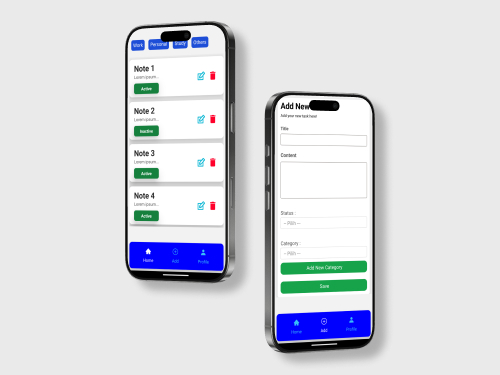 Work Personal Study Others
Note 1
Lorem ipsum...
Active
Note 2
Lorem ipsum...
Inactive
Note 3
Lorem ipsum...
Active
Note 4
Lorem ipsum...
Active
Home Add Profile
Add New
Add your new task here!
Title
Content
Status :
-- Pilih --
Category :
-- Pilih --
Add New Category
Save
Home Add Profile